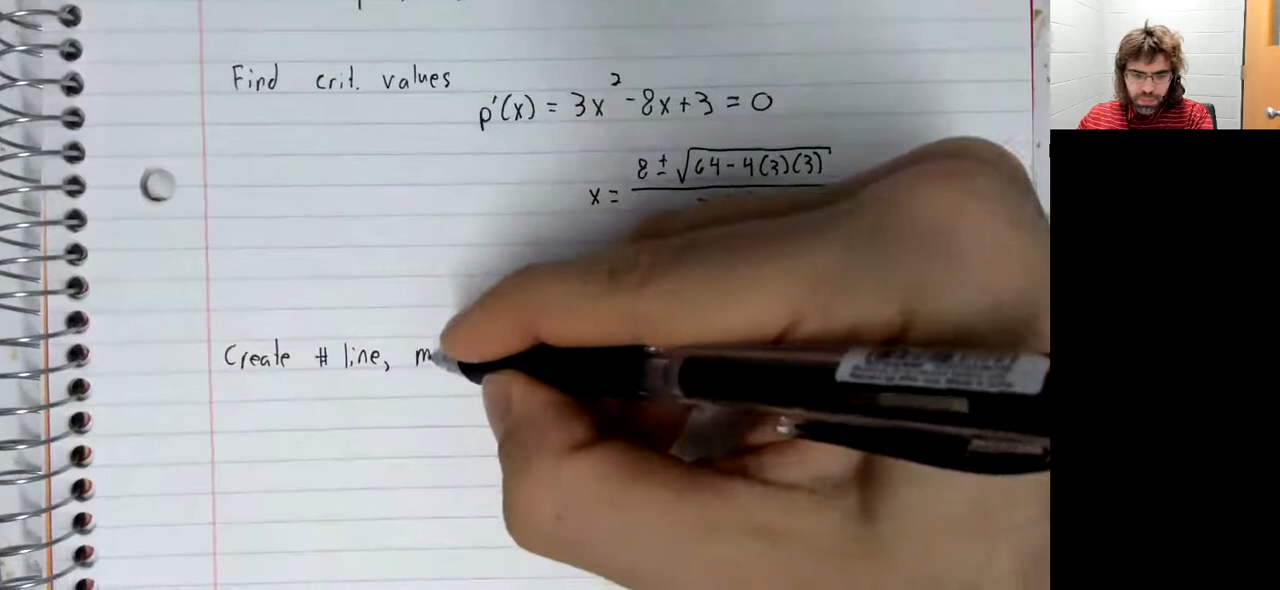 Find crit. values
p'(x) = 3x² - 8x + 3 = 0
x = 8 ± √64 - 4(3)(3)
Create # line, m